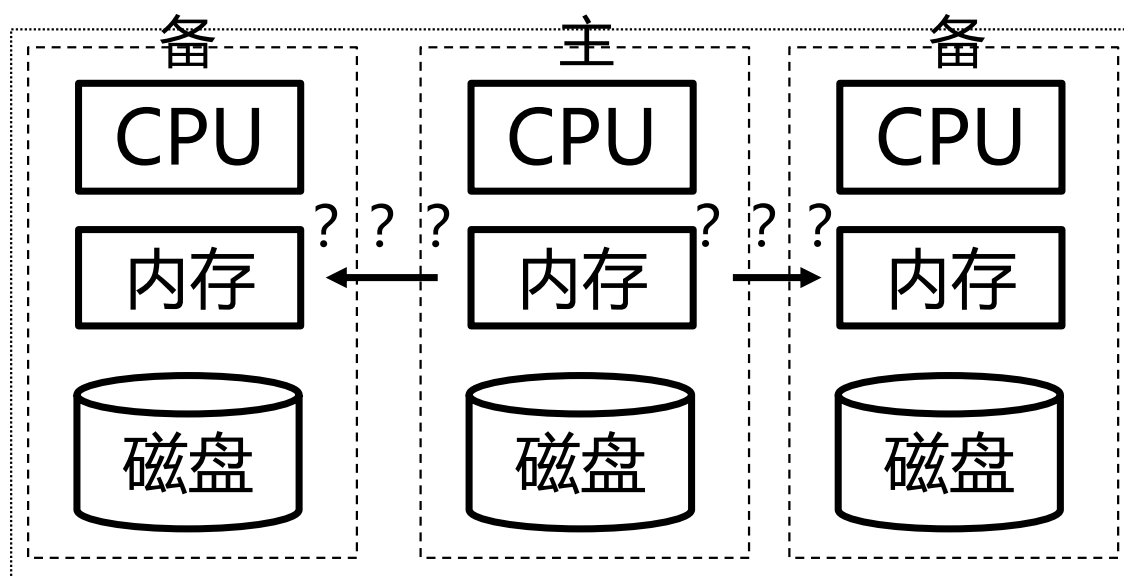 备 主 备
CPU CPU CPU
? ? ? ? ? ?
内存 内存 内存
磁盘 磁盘 磁盘